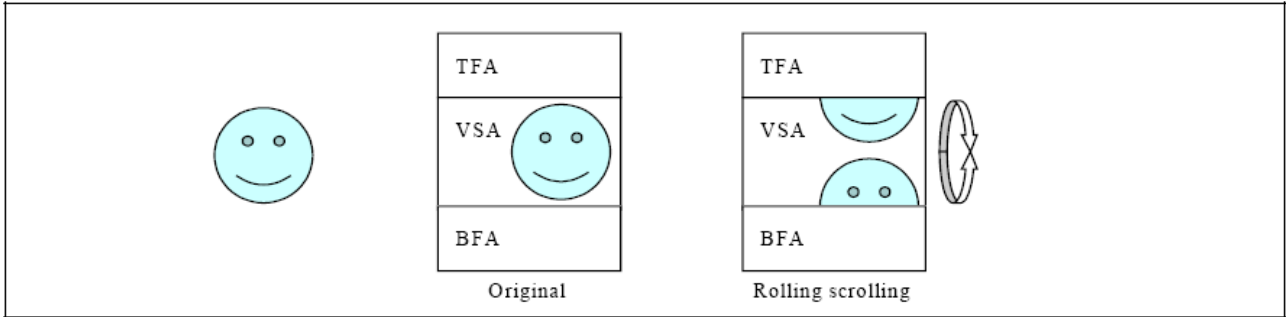 TFA
VSA
BFA
Original
TFA
VSA
BFA
Rolling scrolling